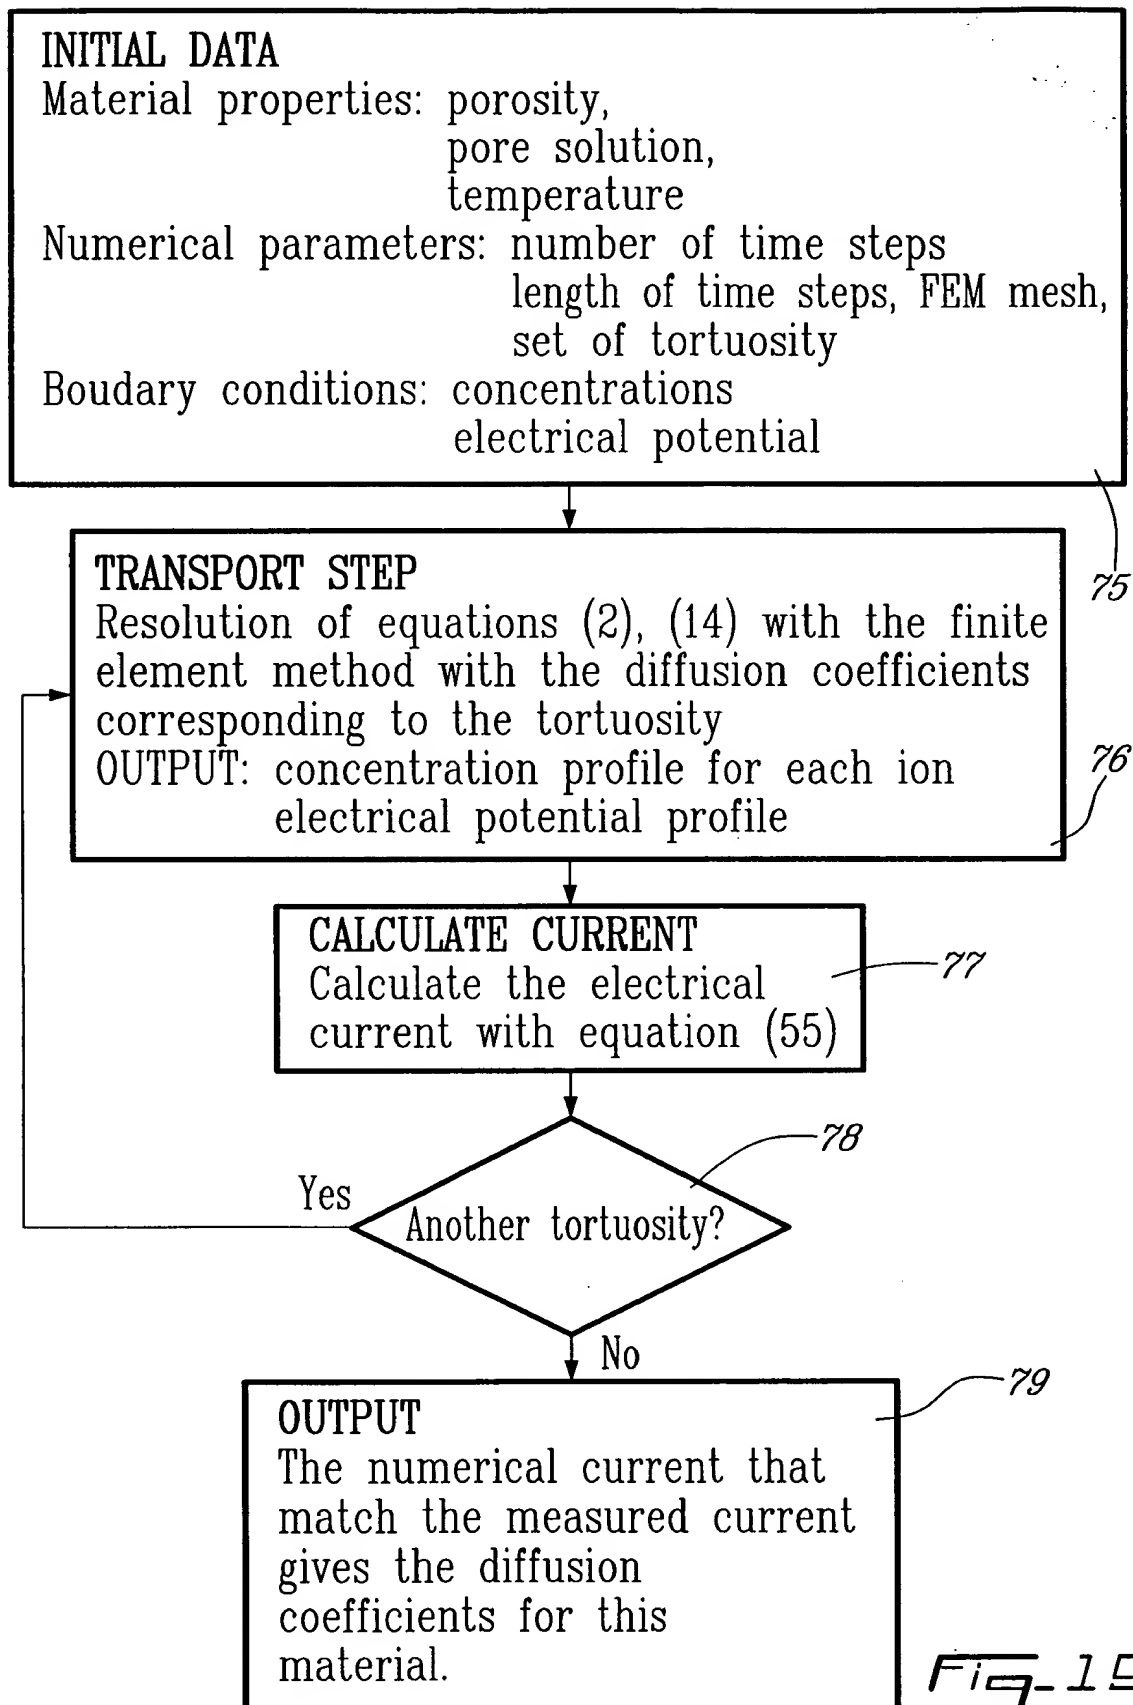 INITIAL DATA
Material properties: porosity,
pore solution,
temperature
Numerical parameters: number of time steps
length of time steps, FEM mesh,
set of tortuosity
Boudary conditions: concentrations
electrical potential
75
TRANSPORT STEP
Resolution of equations (2), (14) with the finite
element method with the diffusion coefficients
corresponding to the tortuosity
OUTPUT: concentration profile for each ion
electrical potential profile
76
CALCULATE CURRENT
Calculate the electrical
current with equation (55)
77
78
Yes
Another tortuosity?
No
79
OUTPUT
The numerical current that
match the measured current
gives the diffusion
coefficients for this
material.
Fig-15